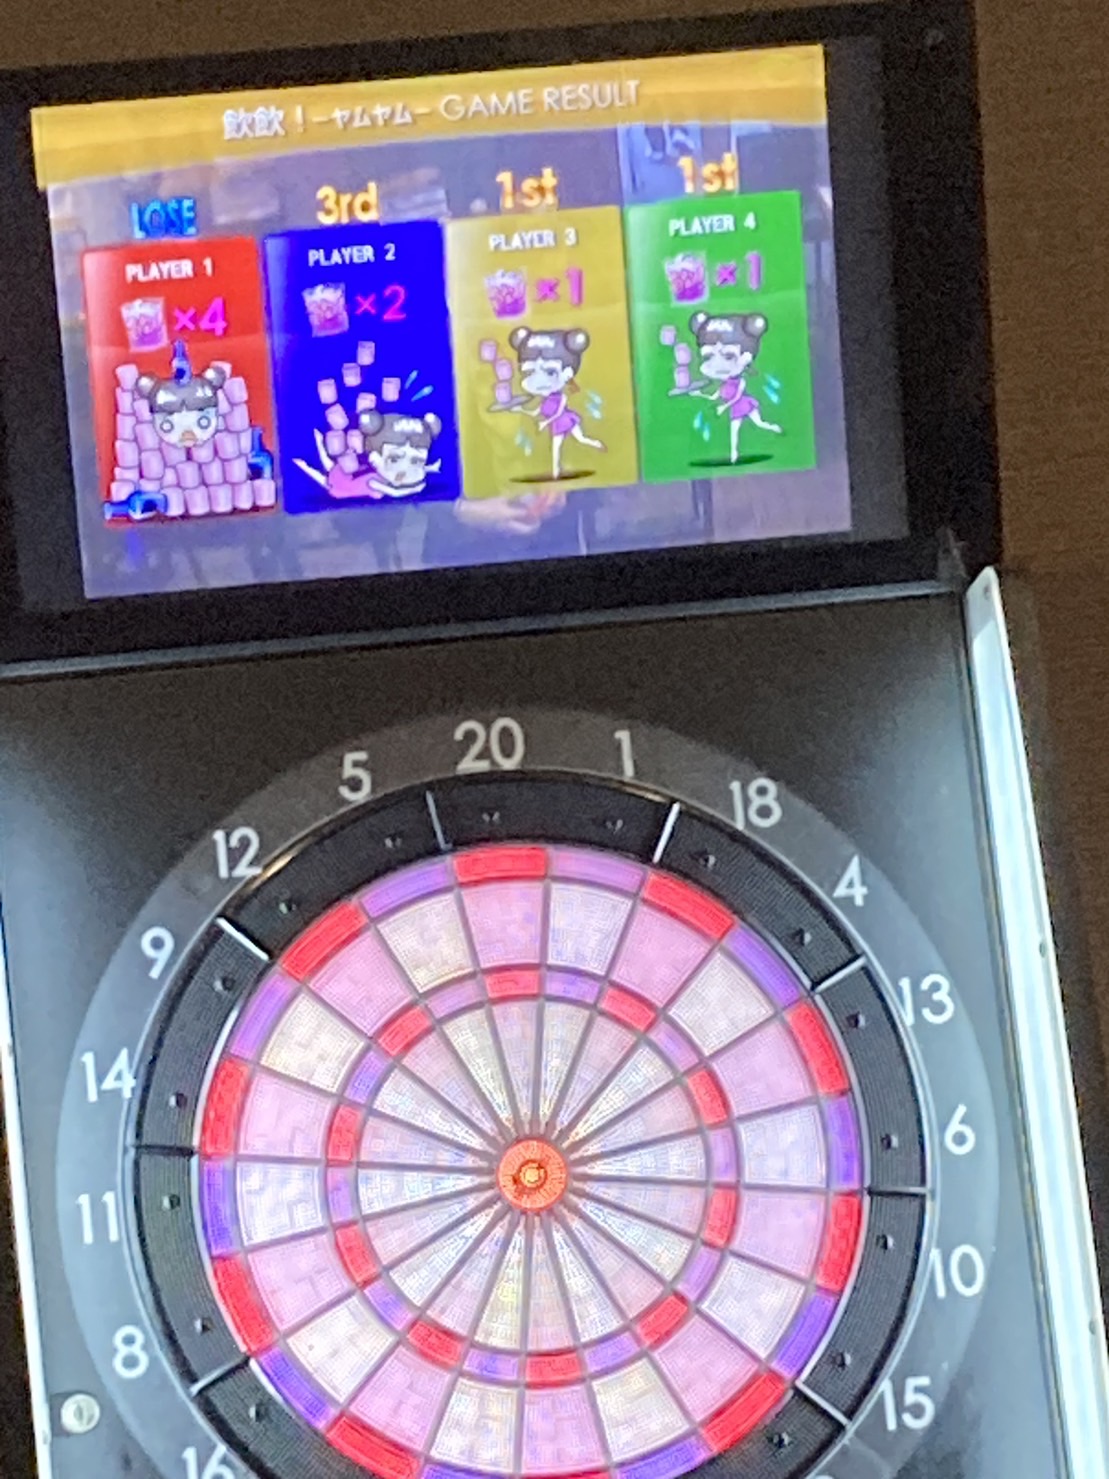 飲飲！-ヤムヤム- GAME RESULT
LOSE
3rd
1st
1st
PLAYER 1
PLAYER 2
PLAYER 3
PLAYER 4
×4
×2
×1
×1
20
1
18
4
13
6
10
15
5
12
9
14
11
8
16